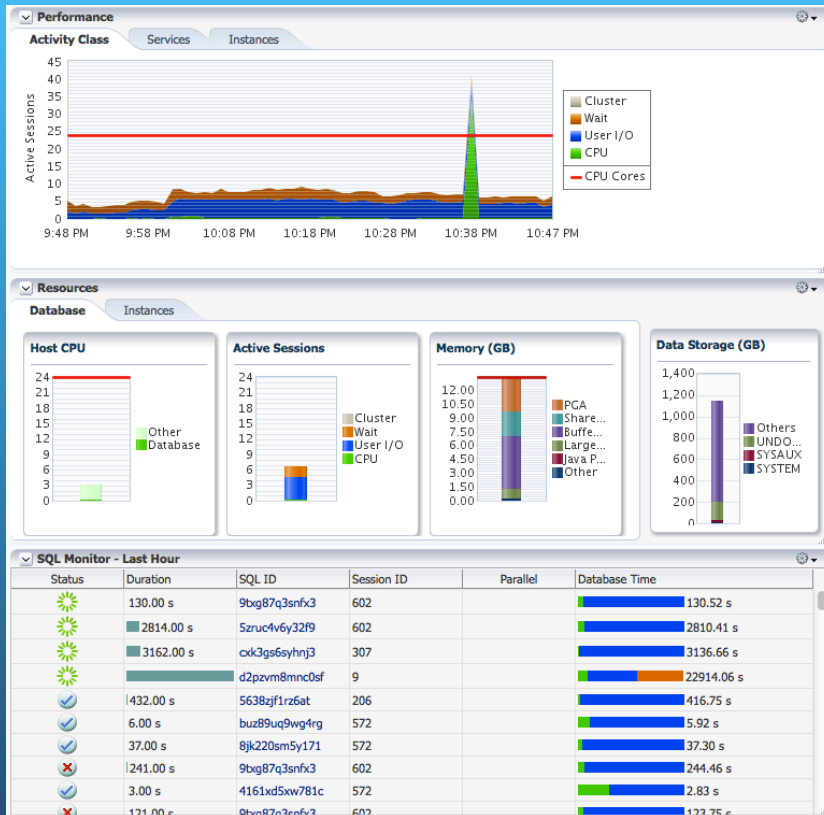 Performance
Activity Class Services Instances
45
40
35
30
25
20
15
10
5
0
Active Sessions
9:48 PM 9:58 PM 10:08 PM 10:18 PM 10:28 PM 10:38 PM 10:47 PM
Cluster
Wait
User I/O
CPU
CPU Cores
Resources
Database Instances
Host CPU
24
21
18
15
12
9
6
3
0
Other
Database
Active Sessions
24
21
18
15
12
9
6
3
0
Cluster
Wait
User I/O
CPU
Memory (GB)
12.00
10.50
9.00
7.50
6.00
4.50
3.00
1.50
0.00
PGA
Share...
Buffe...
Large...
Java P...
Other
Data Storage (GB)
1,400
1,200
1,000
800
600
400
200
0
Others
UNDO...
SYSAUX
SYSTEM
SQL Monitor - Last Hour
Status Duration SQL ID Session ID Parallel Database Time
130.00 s 9txg87q3snfx3 602 130.52 s
2814.00 s 5zruc4v6y32f9 602 2810.41 s
3162.00 s cxk3gs6syhnj3 307 3136.66 s
d2pzvm8mnc0sf 9 22914.06 s
432.00 s 5638zjf1rz6at 206 416.75 s
6.00 s buz89uq9wg4rg 572 5.92 s
37.00 s 8jk220sm5y171 572 37.30 s
241.00 s 9txg87q3snfx3 602 244.46 s
3.00 s 4161xd5xw781c 572 2.83 s
121.00 s 9txg87q3snfx3 602 123.75 s